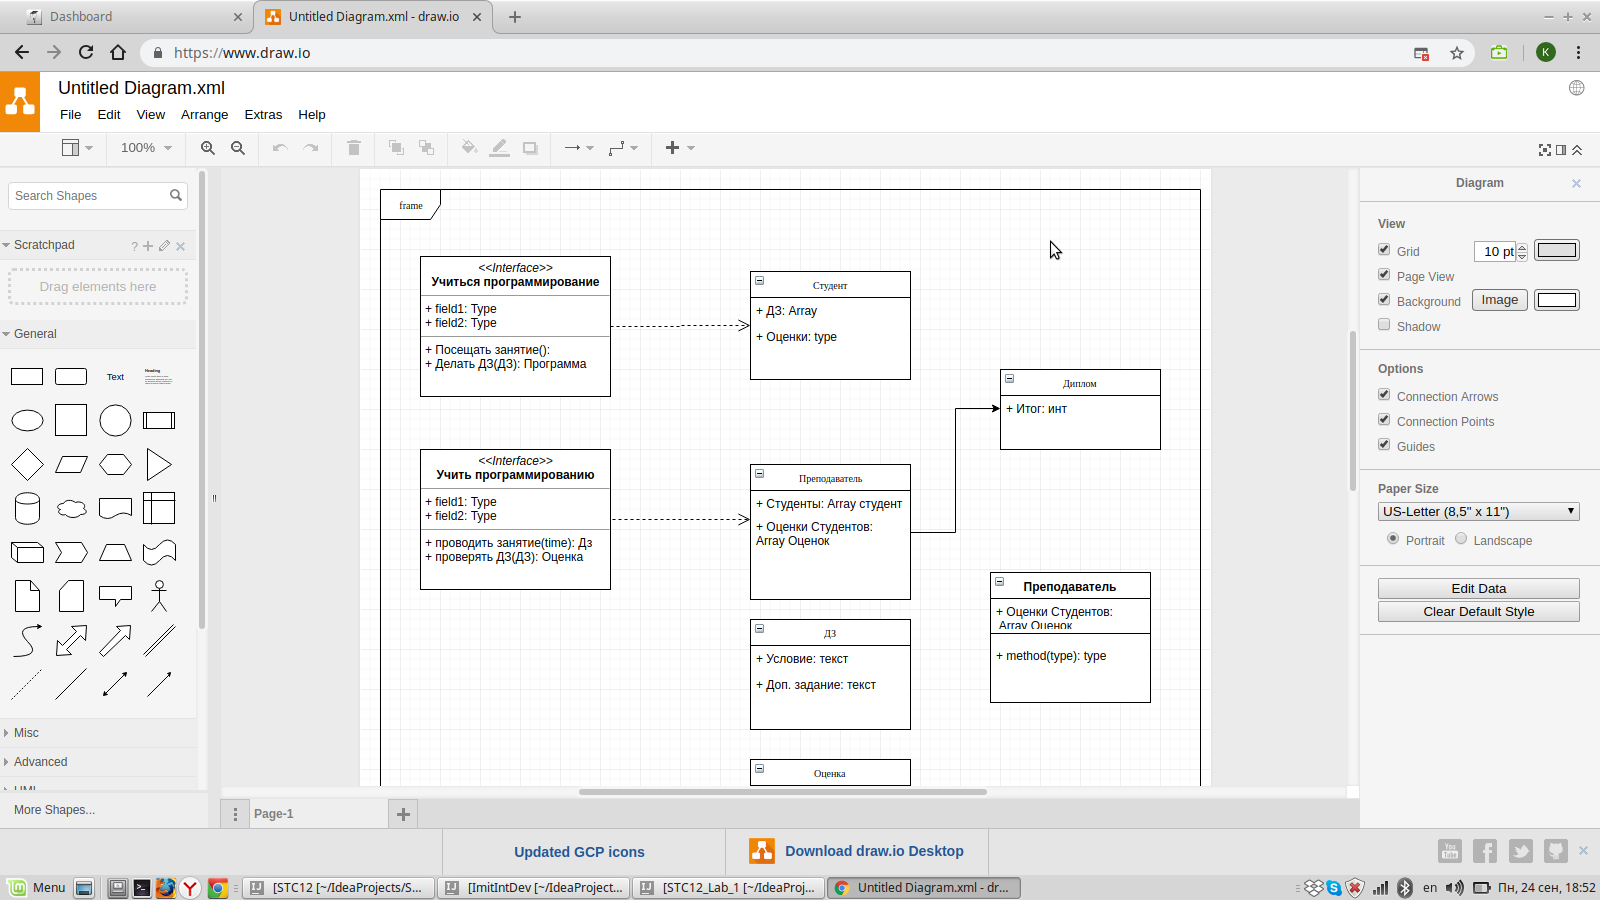 Dashboard
Untitled Diagram.xml - draw.io
https://www.draw.io
K
Untitled Diagram.xml
File Edit View Arrange Extras Help
100%
Search Shapes
Scratchpad
?
Drag elements here
General
Text
Heading
Misc
Advanced
UML
More Shapes...
frame
<<Interface>>
Учиться программирование
+ field1: Type
+ field2: Type
+ Посещать занятие():
+ Делать ДЗ(ДЗ): Программа
Студент
+ ДЗ: Array
+ Оценки: type
Диплом
+ Итог: инт
<<Interface>>
Учить программированию
+ field1: Type
+ field2: Type
+ проводить занятие(time): Дз
+ проверять ДЗ(ДЗ): Оценка
Преподаватель
+ Студенты: Array студент
+ Оценки Студентов:
Array Оценок
Преподаватель
+ Оценки Студентов:
Array Оценок
+ method(type): type
ДЗ
+ Условие: текст
+ Доп. задание: текст
Оценка
Page-1
Diagram
View
Grid 10 pt
Page View
Background Image
Shadow
Options
Connection Arrows
Connection Points
Guides
Paper Size
US-Letter (8,5" x 11")
Portrait Landscape
Edit Data
Clear Default Style
Updated GCP icons
Download draw.io Desktop
You
Tube
Menu
[STC12 [~/IdeaProjects/S...
[ImitIntDev [~/IdeaProject...
[STC12_Lab_1 [~/IdeaProj...
Untitled Diagram.xml - dr...
en
Пн, 24 сен, 18:52